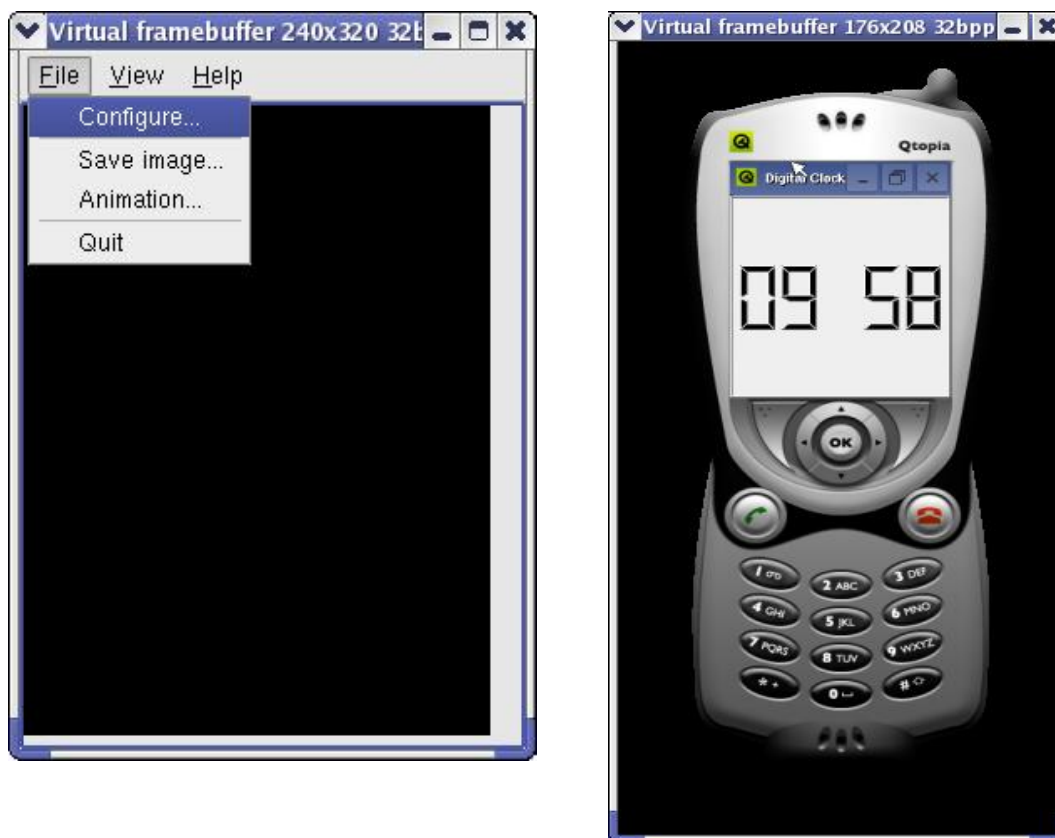 Virtual framebuffer 240x320 32b
File View Help
Configure...
Save image...
Animation...
Quit
Virtual framebuffer 176x208 32bpp
Qtopia
Digital Clock
09 58
OK
1
2 ABC
3 DEF
4 GHI
5 JKL
6 MNO
7 PQRS
8 TUV
9 WXYZ
* +
0
#